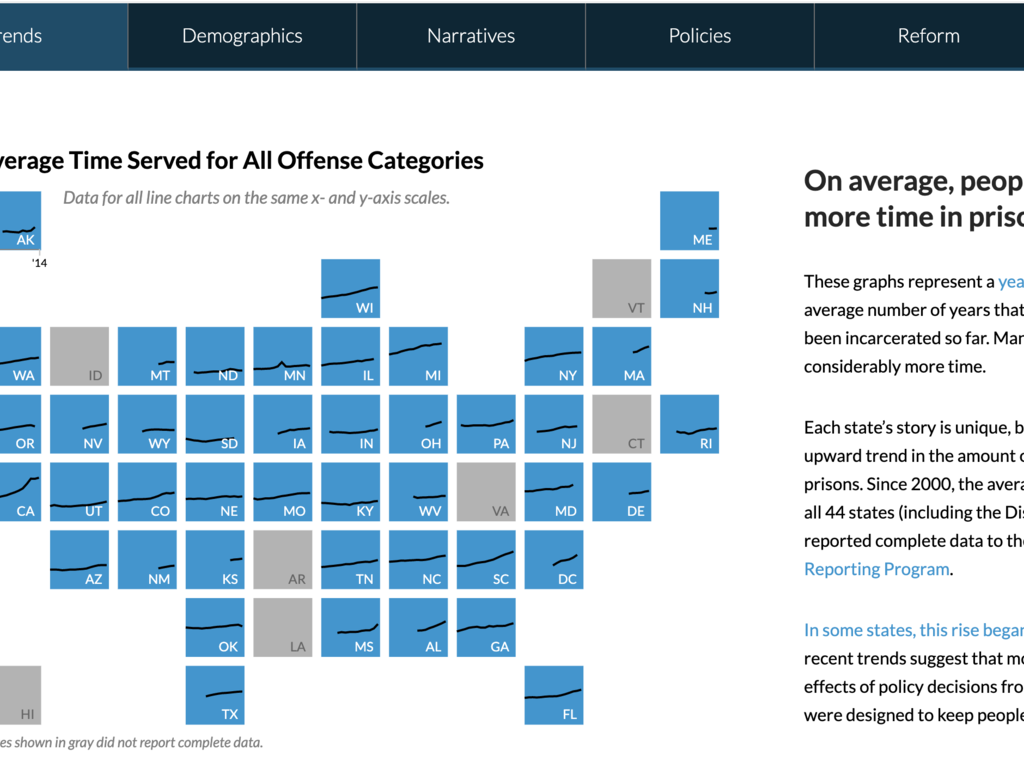 rends Demographics Narratives Policies Reform
verage Time Served for All Offense Categories
Data for all line charts on the same x- and y-axis scales.
AK ME
'14
WI VT NH
WA ID MT ND MN IL MI NY MA
OR NV WY SD IA IN OH PA NJ CT RI
CA UT CO NE MO KY WV VA MD DE
AZ NM KS AR TN NC SC DC
OK LA MS AL GA
HI TX FL
es shown in gray did not report complete data.
On average, peop
more time in priso
These graphs represent a yea
average number of years that
been incarcerated so far. Mar
considerably more time.
Each state's story is unique, b
upward trend in the amount o
prisons. Since 2000, the avera
all 44 states (including the Dis
reported complete data to the
Reporting Program.
In some states, this rise began
recent trends suggest that mo
effects of policy decisions fro
were designed to keep people